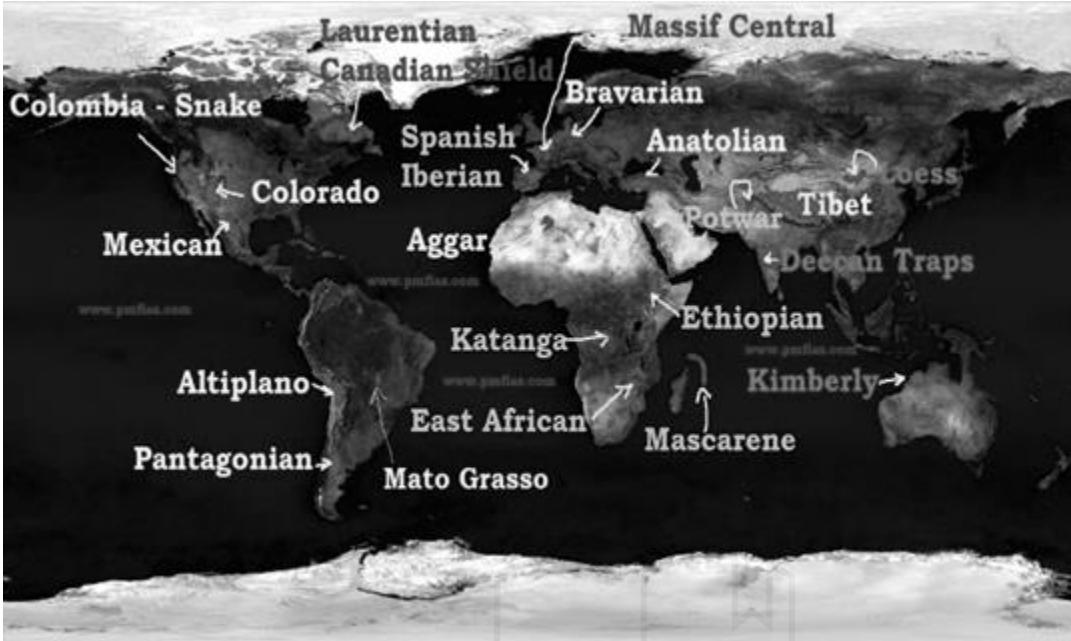 Laurentian
Canadian Shield
Massif Central
Colombia - Snake
Bravarian
Spanish
Iberian
Anatolian
Loess
Colorado
Potwar
Tibet
Mexican
Aggar
Deccan Traps
www.pmfias.com
www.pmfias.com
Ethiopian
Katanga
www.pmfias.com
Altiplano
www.pmfias.com
Kimberly
East African
Mascarene
Pantagonian
Mato Grasso